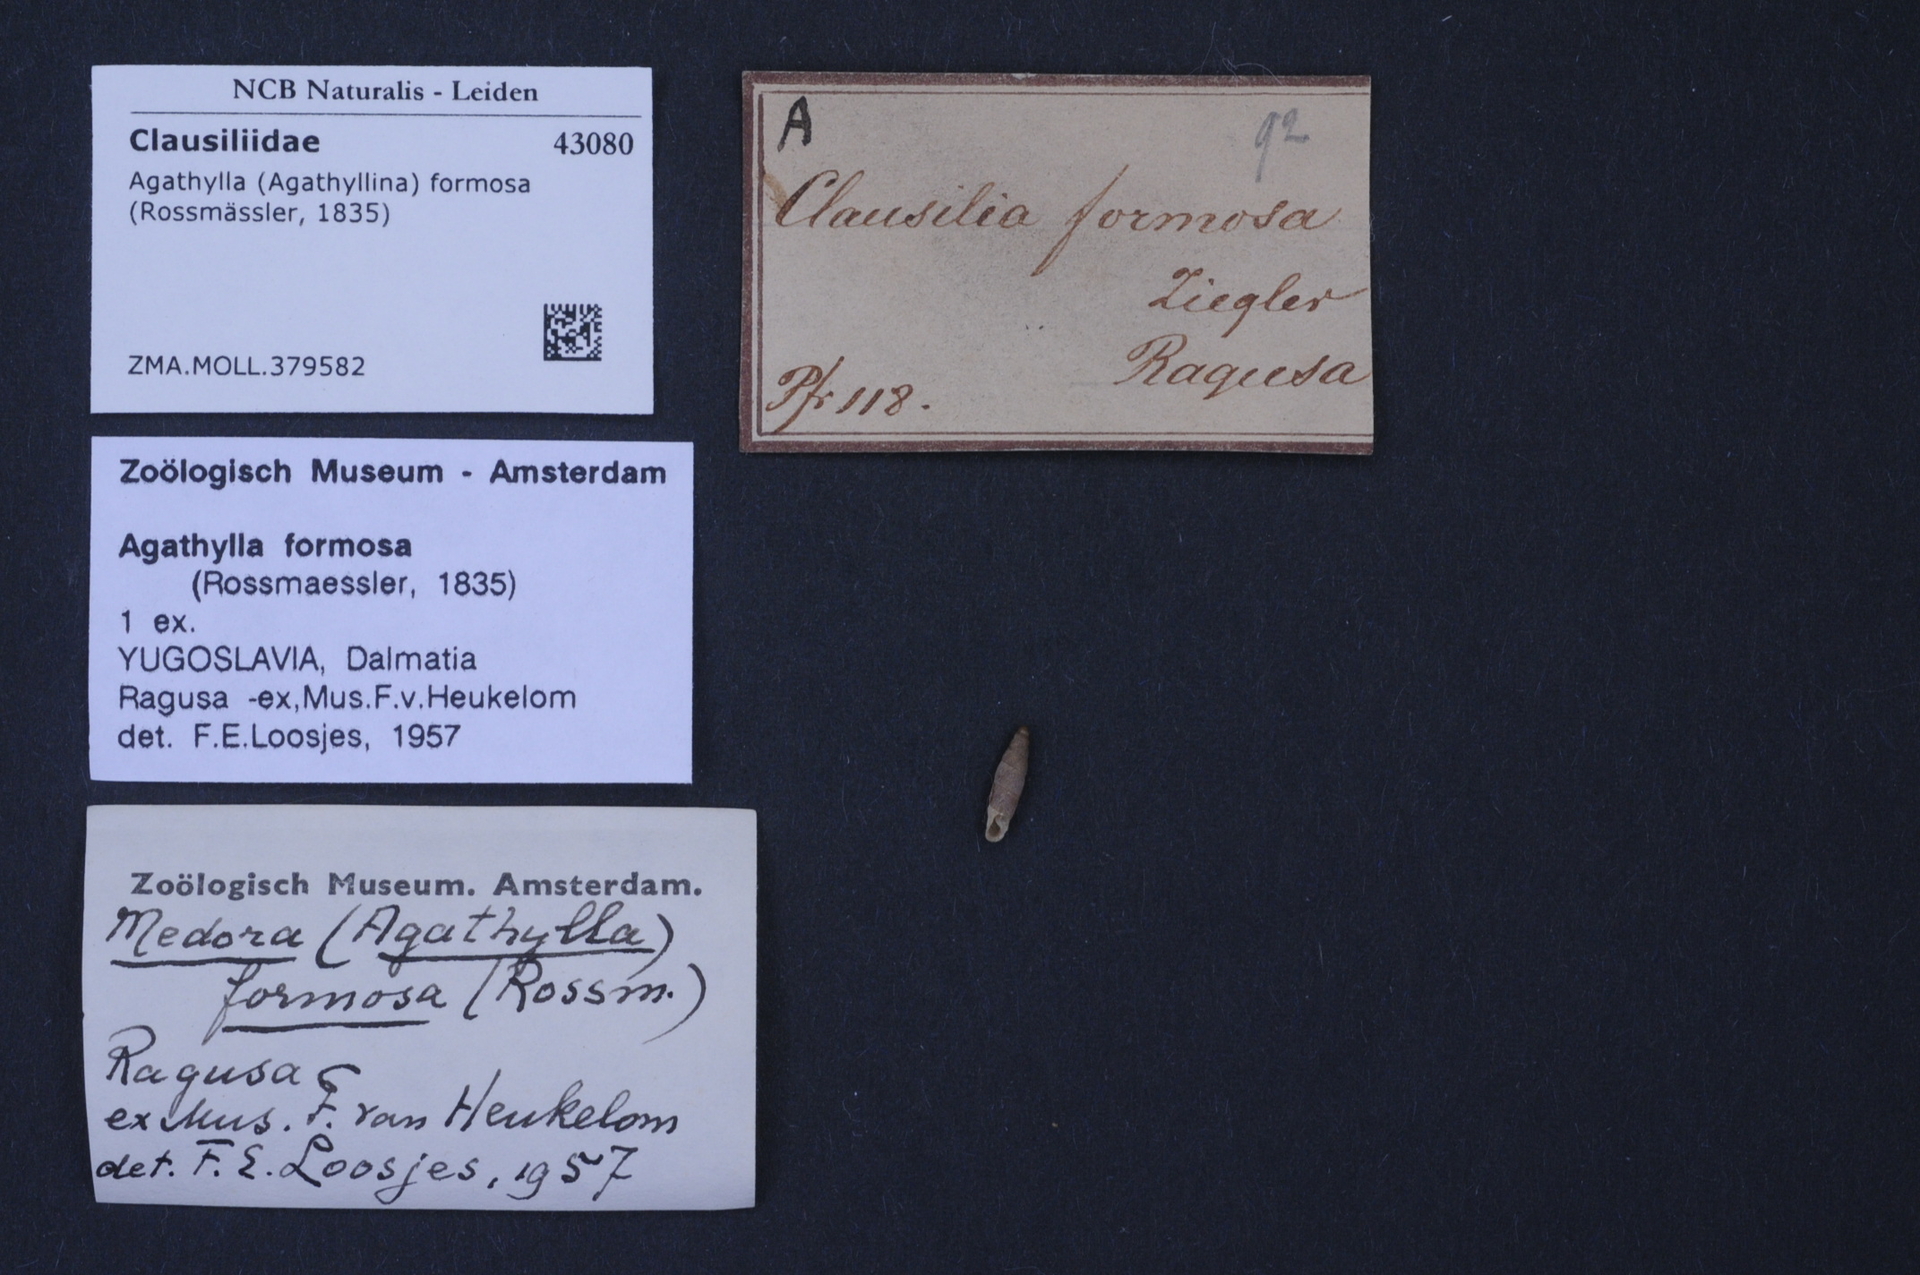 NCB Naturalis - Leiden
Clausiliidae 43080
Agathylla (Agathyllina) formosa
(Rossmässler, 1835)
ZMA.MOLL.379582
Zoölogisch Museum - Amsterdam
Agathylla formosa
(Rossmaessler, 1835)
1 ex.
YUGOSLAVIA, Dalmatia
Ragusa -ex,Mus.F.v.Heukelom
det. F.E.Loosjes, 1957
Zoölogisch Museum. Amsterdam.
Medora (Agathylla)
formosa (Rossm.)
Ragusa
ex Mus. F. van Heukelom
det. F. E. Loosjes, 1957
A 92
Clausilia formosa
Ziegler
Ragusa
Pfr 118.